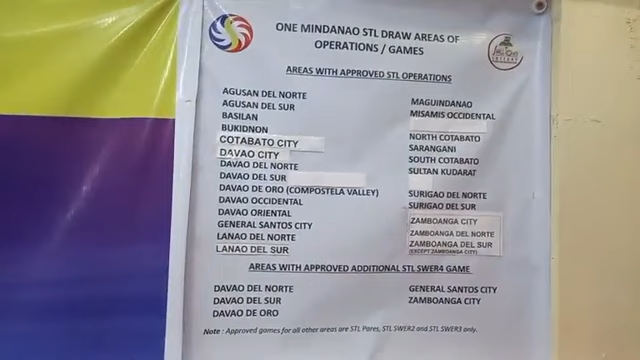 ONE MINDANAO STL DRAW AREAS OF
OPERATIONS / GAMES
AREAS WITH APPROVED STL OPERATIONS
AGUSAN DEL NORTE
AGUSAN DEL SUR
BASILAN
BUKIDNON
COTABATO CITY
DAVAO CITY
DAVAO DEL NORTE
DAVAO DEL SUR
DAVAO DE ORO (COMPOSTELA VALLEY)
DAVAO OCCIDENTAL
DAVAO ORIENTAL
GENERAL SANTOS CITY
LANAO DEL NORTE
LANAO DEL SUR
MAGUINDANAO
MISAMIS OCCIDENTAL
NORTH COTABATO
SARANGANI
SOUTH COTABATO
SULTAN KUDARAT
SURIGAO DEL NORTE
SURIGAO DEL SUR
ZAMBOANGA CITY
ZAMBOANGA DEL NORTE
ZAMBOANGA DEL SUR
(EXCEPT ZAMBOANGA CITY)
AREAS WITH APPROVED ADDITIONAL STL SWER4 GAME
DAVAO DEL NORTE
DAVAO DEL SUR
DAVAO DE ORO
GENERAL SANTOS CITY
ZAMBOANGA CITY
Note : Approved games for all other areas are STL Pares, STL SWER2 and STL SWER3 only.